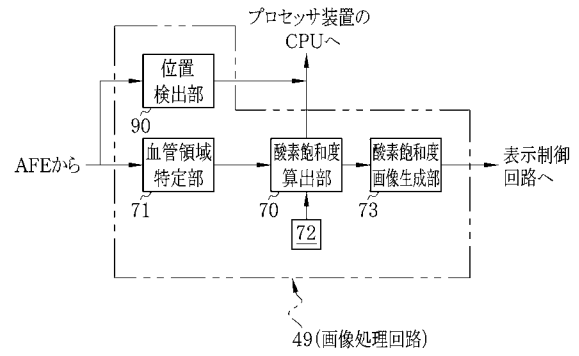 プロセッサ装置の
CPUへ
位置
検出部
90
AFEから
血管領域
特定部
71
酸素飽和度
算出部
70
酸素飽和度
画像生成部
73
表示制御
回路へ
72
49(画像処理回路)